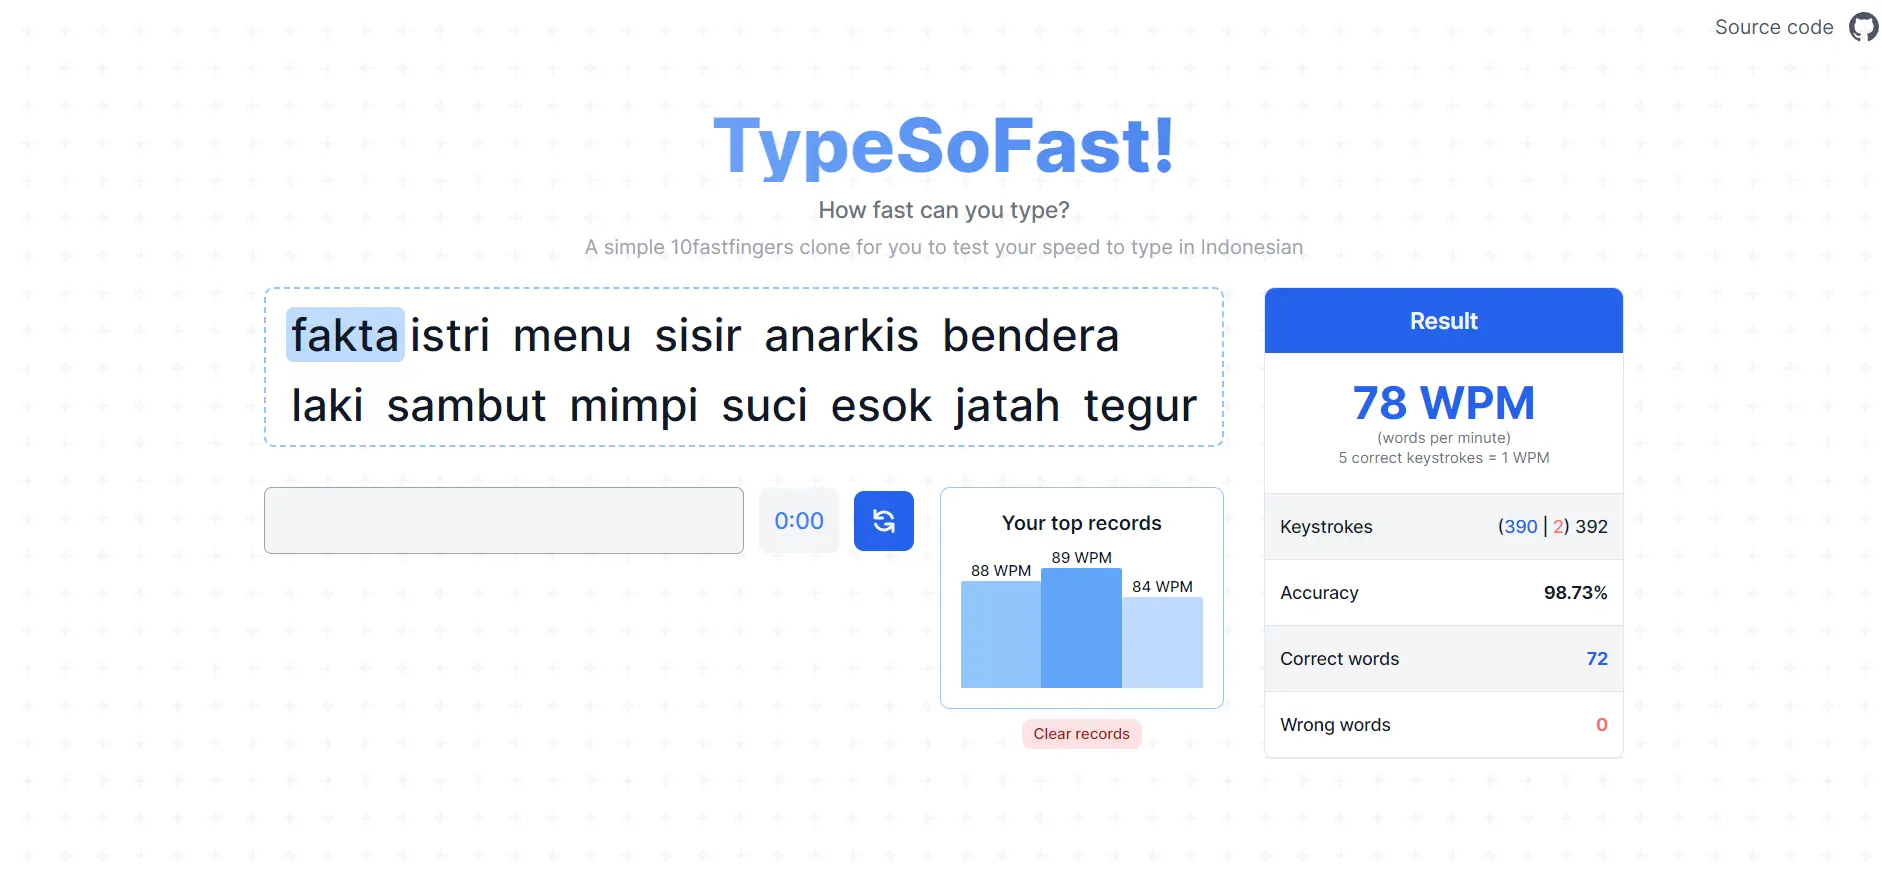 Source code
TypeSoFast!
How fast can you type?
A simple 10fastfingers clone for you to test your speed to type in Indonesian
fakta istri menu sisir anarkis bendera
laki sambut mimpi suci esok jatah tegur
0:00
Your top records
88 WPM
89 WPM
84 WPM
Clear records
Result
78 WPM
(words per minute)
5 correct keystrokes = 1 WPM
Keystrokes (390 | 2) 392
Accuracy 98.73%
Correct words 72
Wrong words 0